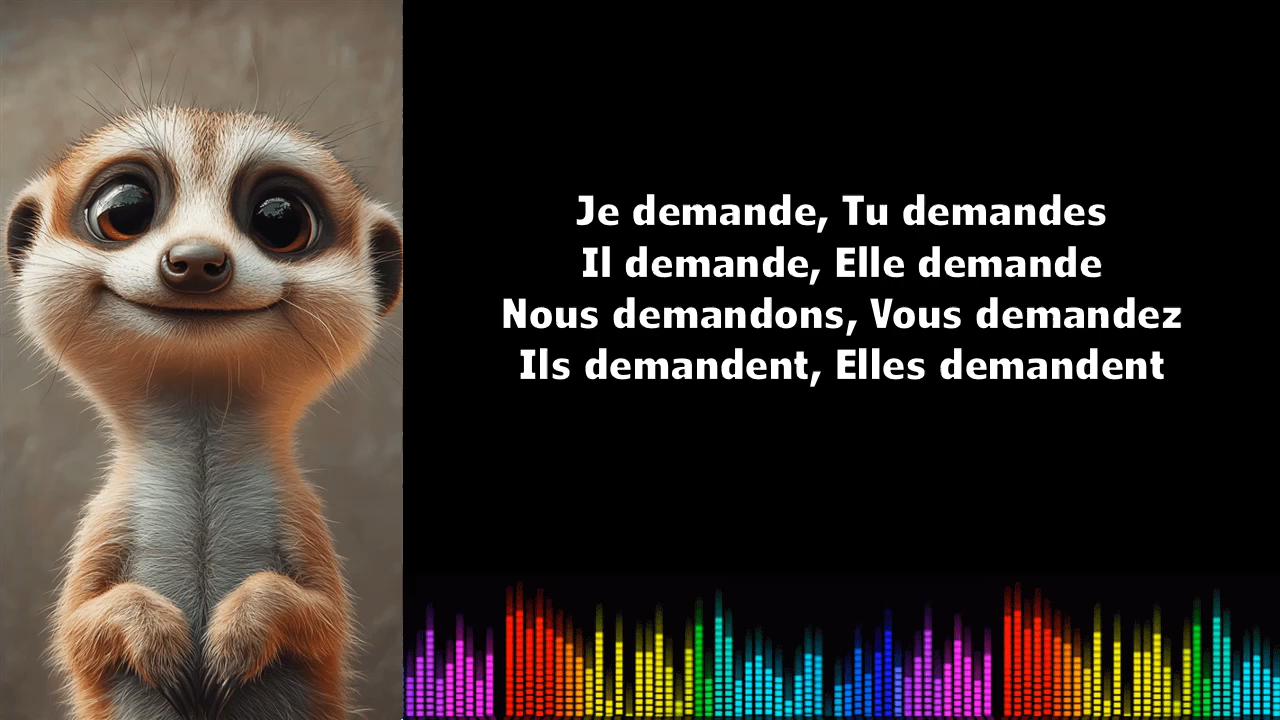 Je demande, Tu demandes
Il demande, Elle demande
Nous demandons, Vous demandez
Ils demandent, Elles demandent